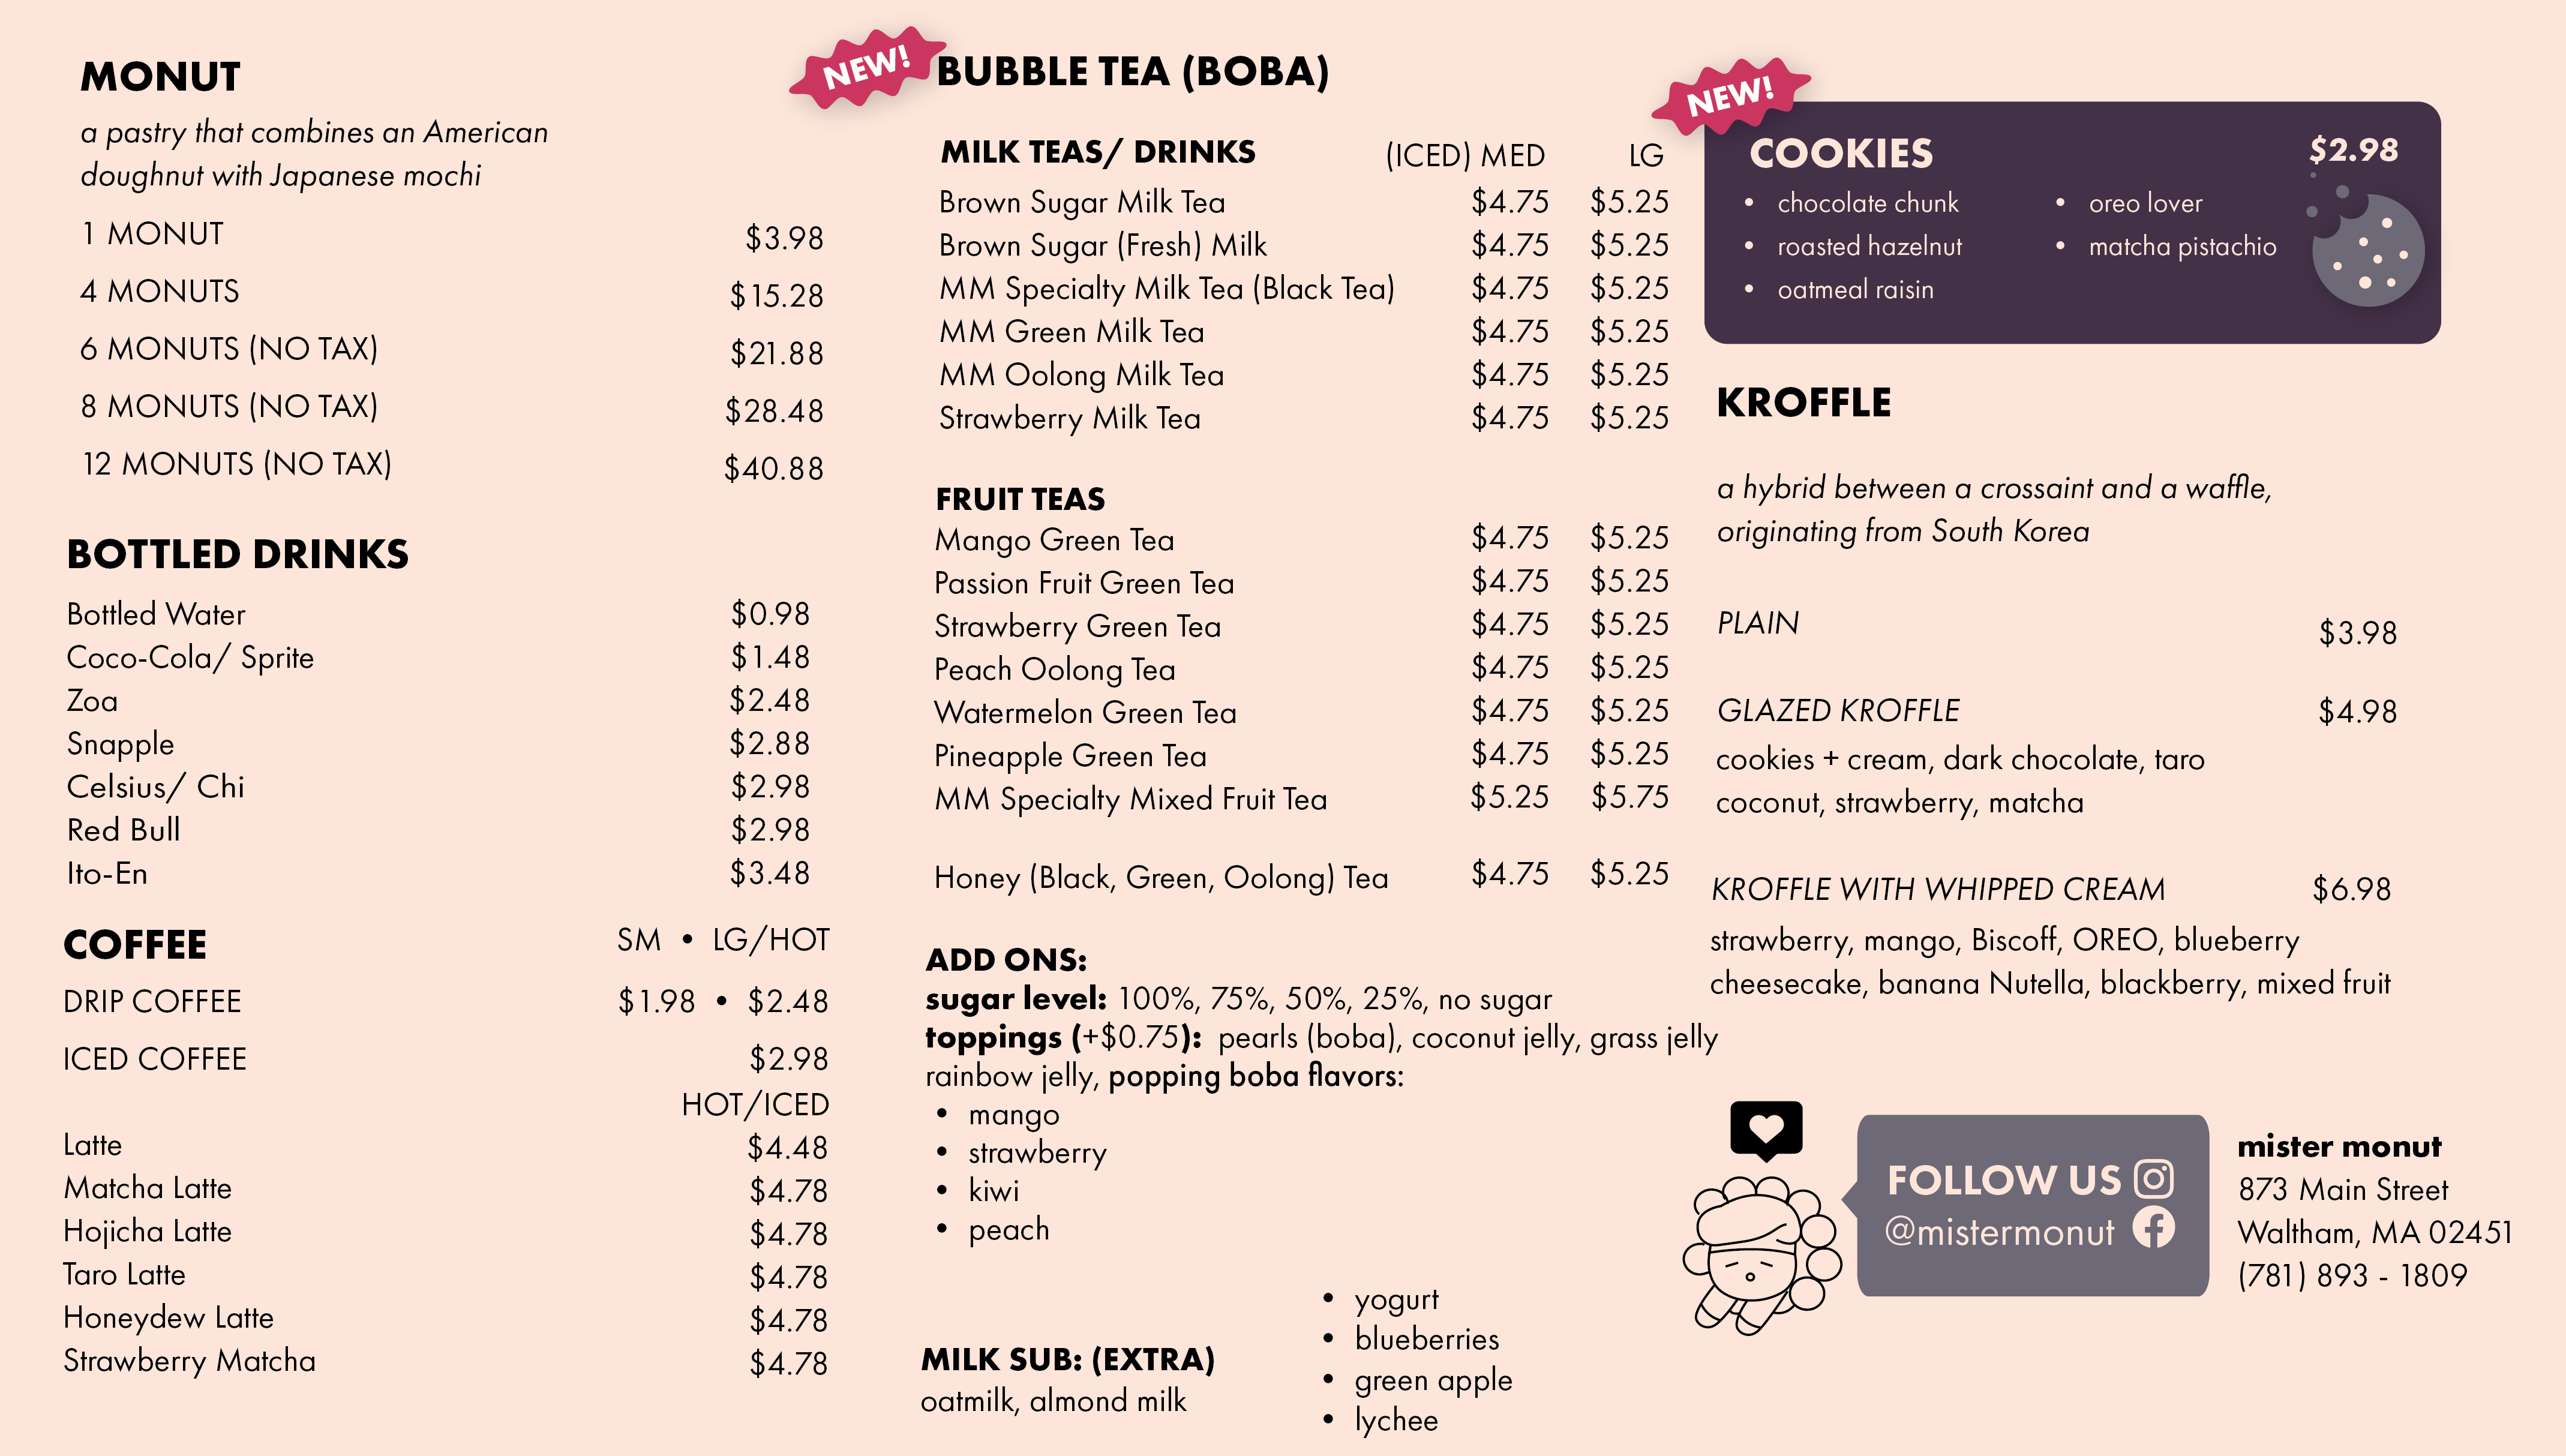 MONUT
a pastry that combines an American
doughnut with Japanese mochi
1 MONUT $3.98
4 MONUTS $15.28
6 MONUTS (NO TAX) $21.88
8 MONUTS (NO TAX) $28.48
12 MONUTS (NO TAX) $40.88
BOTTLED DRINKS
Bottled Water $0.98
Coco-Cola/ Sprite $1.48
Zoa $2.48
Snapple $2.88
Celsius/ Chi $2.98
Red Bull $2.98
Ito-En $3.48
COFFEE SM • LG/HOT
DRIP COFFEE $1.98 • $2.48
ICED COFFEE $2.98
HOT/ICED
Latte $4.48
Matcha Latte $4.78
Hojicha Latte $4.78
Taro Latte $4.78
Honeydew Latte $4.78
Strawberry Matcha $4.78
NEW!
BUBBLE TEA (BOBA)
MILK TEAS/ DRINKS (ICED) MED LG
Brown Sugar Milk Tea $4.75 $5.25
Brown Sugar (Fresh) Milk $4.75 $5.25
MM Specialty Milk Tea (Black Tea) $4.75 $5.25
MM Green Milk Tea $4.75 $5.25
MM Oolong Milk Tea $4.75 $5.25
Strawberry Milk Tea $4.75 $5.25
FRUIT TEAS
Mango Green Tea $4.75 $5.25
Passion Fruit Green Tea $4.75 $5.25
Strawberry Green Tea $4.75 $5.25
Peach Oolong Tea $4.75 $5.25
Watermelon Green Tea $4.75 $5.25
Pineapple Green Tea $4.75 $5.25
MM Specialty Mixed Fruit Tea $5.25 $5.75
Honey (Black, Green, Oolong) Tea $4.75 $5.25
ADD ONS:
sugar level: 100%, 75%, 50%, 25%, no sugar
toppings (+$0.75): pearls (boba), coconut jelly, grass jelly
rainbow jelly, popping boba flavors:
• mango
• strawberry
• kiwi
• peach
• yogurt
• blueberries
• green apple
• lychee
MILK SUB: (EXTRA)
oatmilk, almond milk
NEW!
COOKIES $2.98
• chocolate chunk
• roasted hazelnut
• oatmeal raisin
• oreo lover
• matcha pistachio
KROFFLE
a hybrid between a crossaint and a waffle,
originating from South Korea
PLAIN $3.98
GLAZED KROFFLE $4.98
cookies + cream, dark chocolate, taro
coconut, strawberry, matcha
KROFFLE WITH WHIPPED CREAM $6.98
strawberry, mango, Biscoff, OREO, blueberry
cheesecake, banana Nutella, blackberry, mixed fruit
FOLLOW US
@mistermonut
mister monut
873 Main Street
Waltham, MA 02451
(781) 893 - 1809